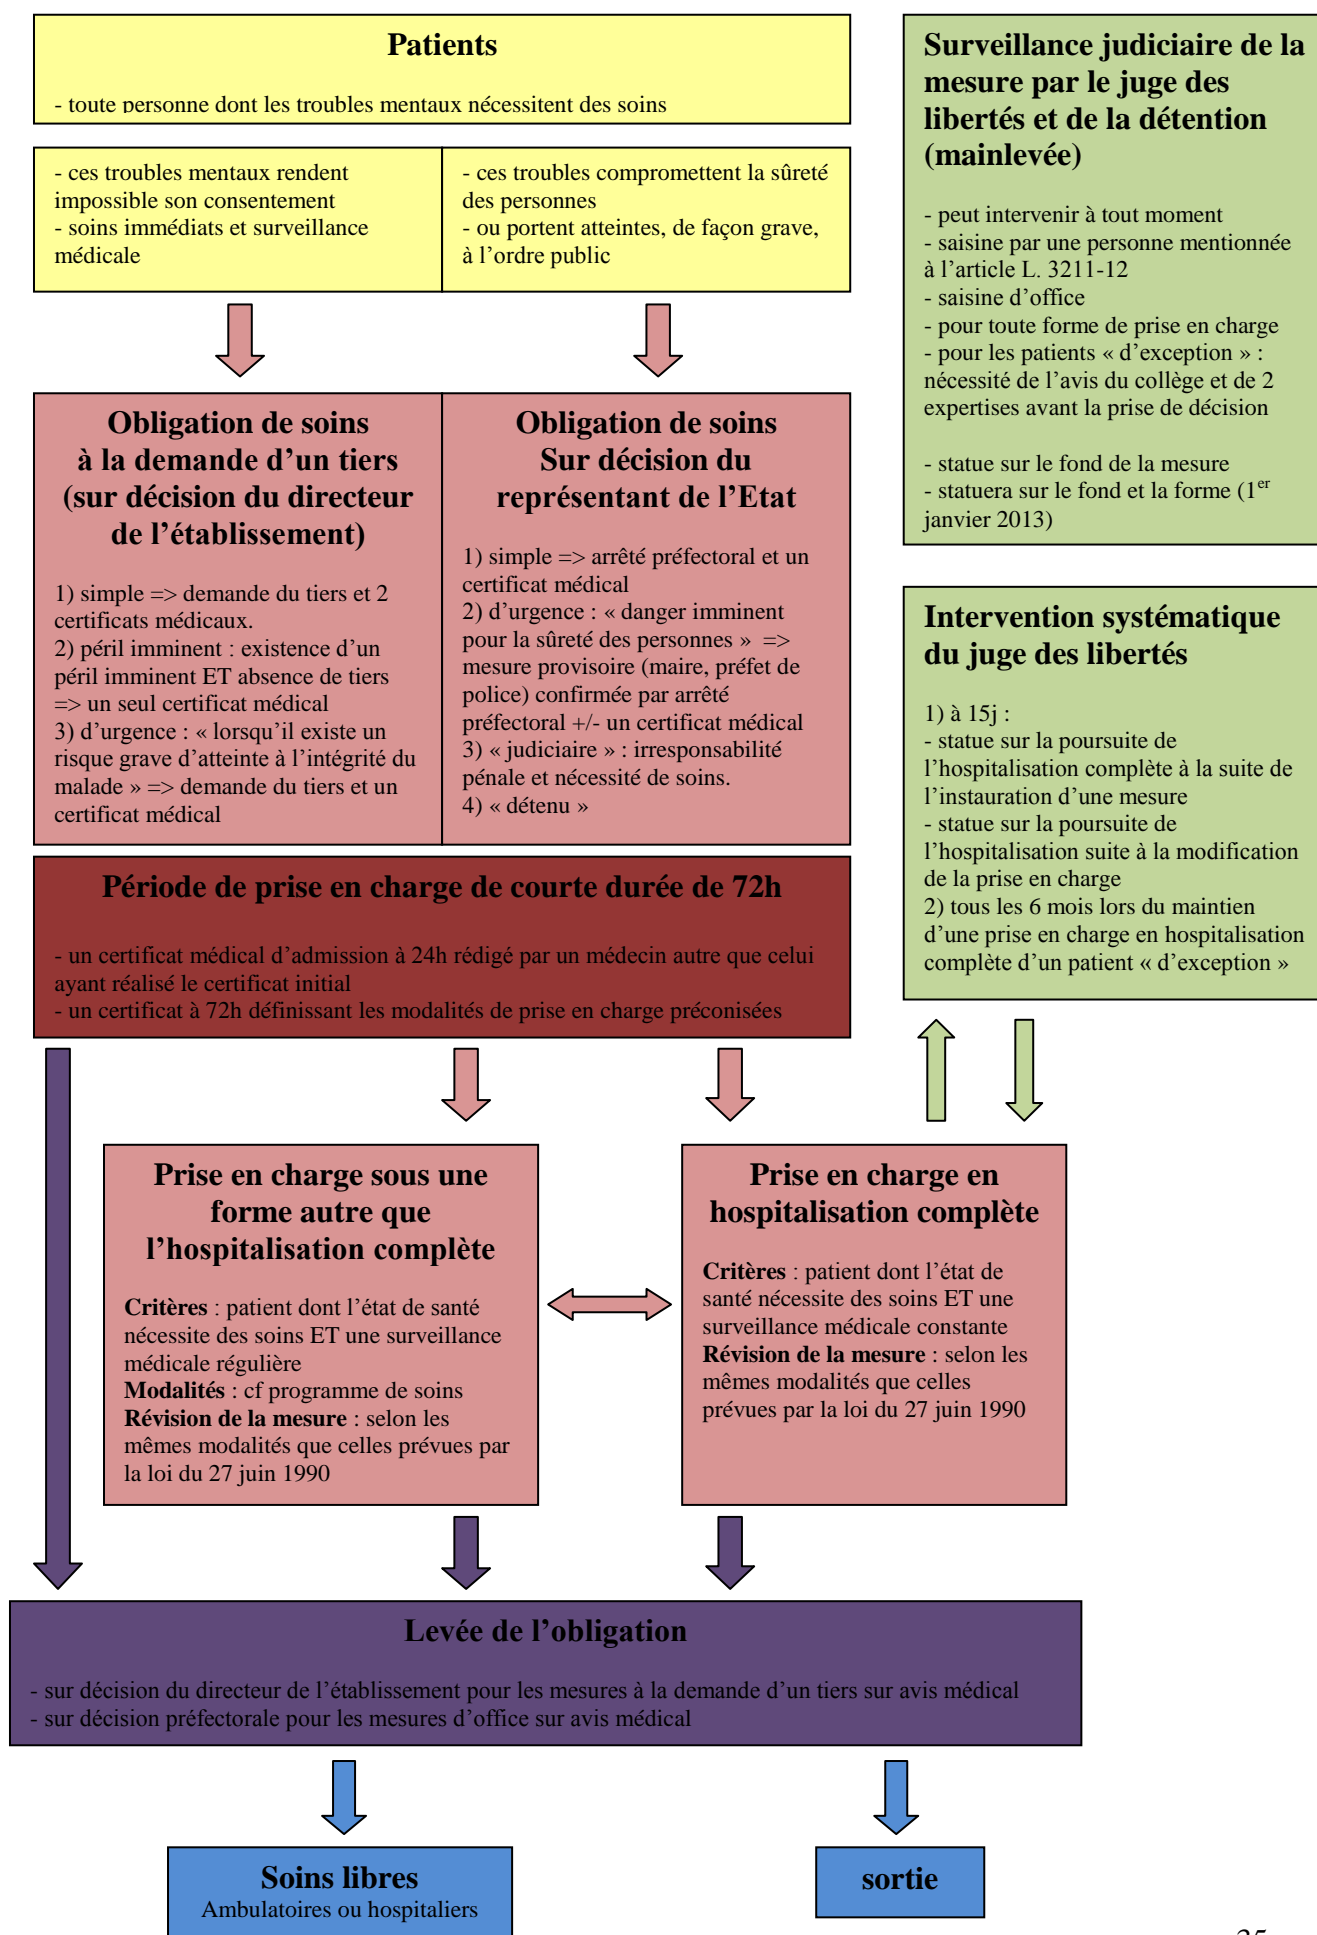 Patients
- toute personne dont les troubles mentaux nécessitent des soins
- ces troubles mentaux rendent
impossible son consentement
- soins immédiats et surveillance
médicale
- ces troubles compromettent la sûreté
des personnes
- ou portent atteintes, de façon grave,
à l’ordre public
Obligation de soins
à la demande d’un tiers
(sur décision du directeur
de l’établissement)
1) simple => demande du tiers et 2
certificats médicaux.
2) péril imminent : existence d’un
péril imminent ET absence de tiers
=> un seul certificat médical
3) d’urgence : « lorsqu’il existe un
risque grave d’atteinte à l’intégrité du
malade » => demande du tiers et un
certificat médical
Obligation de soins
Sur décision du
représentant de l’Etat
1) simple => arrêté préfectoral et un
certificat médical
2) d’urgence : « danger imminent
pour la sûreté des personnes » =>
mesure provisoire (maire, préfet de
police) confirmée par arrêté
préfectoral +/- un certificat médical
3) « judiciaire » : irresponsabilité
pénale et nécessité de soins.
4) « détenu »
Période de prise en charge de courte durée de 72h
- un certificat médical d’admission à 24h rédigé par un médecin autre que celui
ayant réalisé le certificat initial
- un certificat à 72h définissant les modalités de prise en charge préconisées
Surveillance judiciaire de la
mesure par le juge des
libertés et de la détention
(mainlevée)
- peut intervenir à tout moment
- saisine par une personne mentionnée
à l’article L. 3211-12
- saisine d’office
- pour toute forme de prise en charge
- pour les patients « d’exception » :
nécessité de l’avis du collège et de 2
expertises avant la prise de décision
- statue sur le fond de la mesure
- statuera sur le fond et la forme (1er
janvier 2013)
Intervention systématique
du juge des libertés
1) à 15j :
- statue sur la poursuite de
l’hospitalisation complète à la suite de
l’instauration d’une mesure
- statue sur la poursuite de
l’hospitalisation suite à la modification
de la prise en charge
2) tous les 6 mois lors du maintien
d’une prise en charge en hospitalisation
complète d’un patient « d’exception »
Prise en charge sous une
forme autre que
l’hospitalisation complète
Critères : patient dont l’état de santé
nécessite des soins ET une surveillance
médicale régulière
Modalités : cf programme de soins
Révision de la mesure : selon les
mêmes modalités que celles prévues par
la loi du 27 juin 1990
Prise en charge en
hospitalisation complète
Critères : patient dont l’état de
santé nécessite des soins ET une
surveillance médicale constante
Révision de la mesure : selon les
mêmes modalités que celles
prévues par la loi du 27 juin 1990
Levée de l’obligation
- sur décision du directeur de l’établissement pour les mesures à la demande d’un tiers sur avis médical
- sur décision préfectorale pour les mesures d’office sur avis médical
Soins libres
Ambulatoires ou hospitaliers
sortie